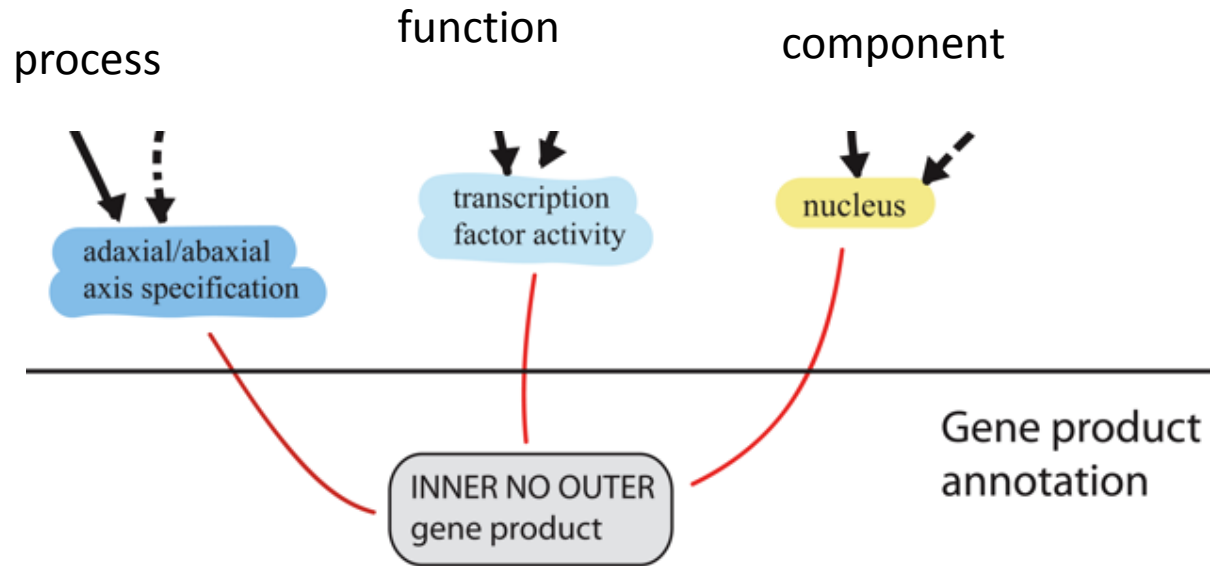 process
function
component
adaxial/abaxial
axis specification
transcription
factor activity
nucleus
Gene product
annotation
INNER NO OUTER
gene product